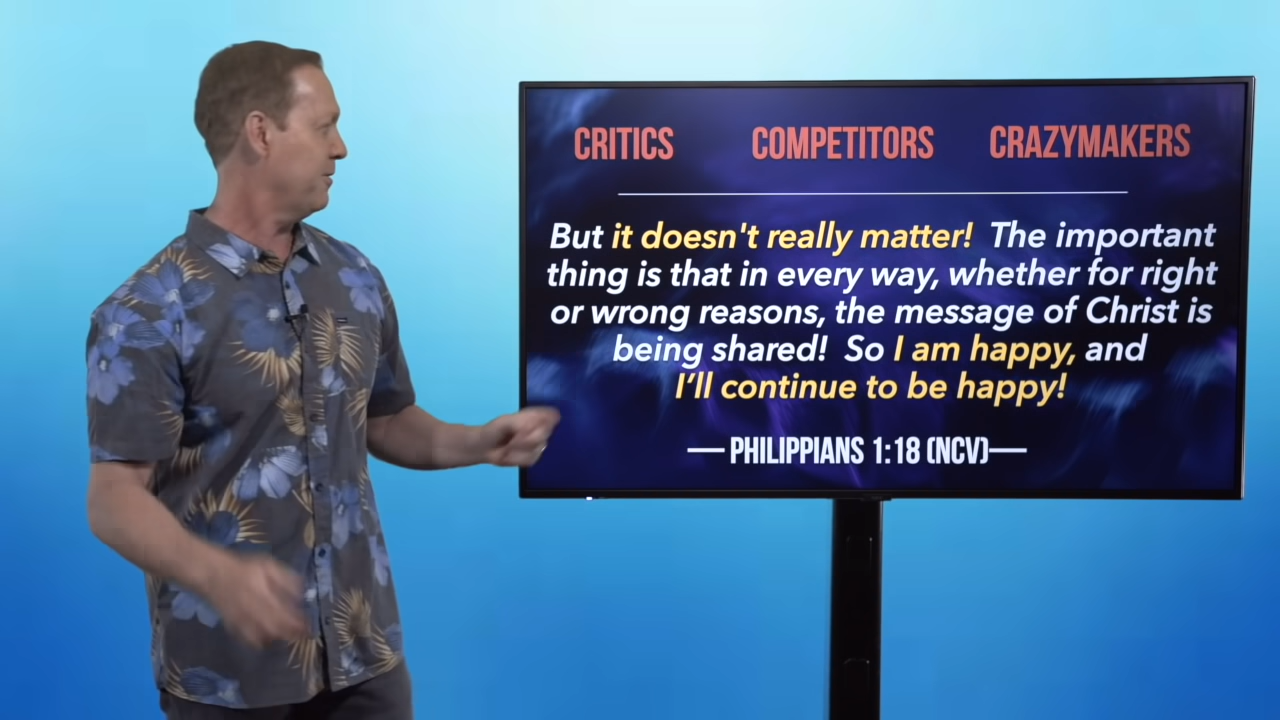 CRITICS COMPETITORS CRAZYMAKERS
But it doesn't really matter! The important
thing is that in every way, whether for right
or wrong reasons, the message of Christ is
being shared! So I am happy, and
I’ll continue to be happy!
— PHILIPPIANS 1:18 (NCV)—